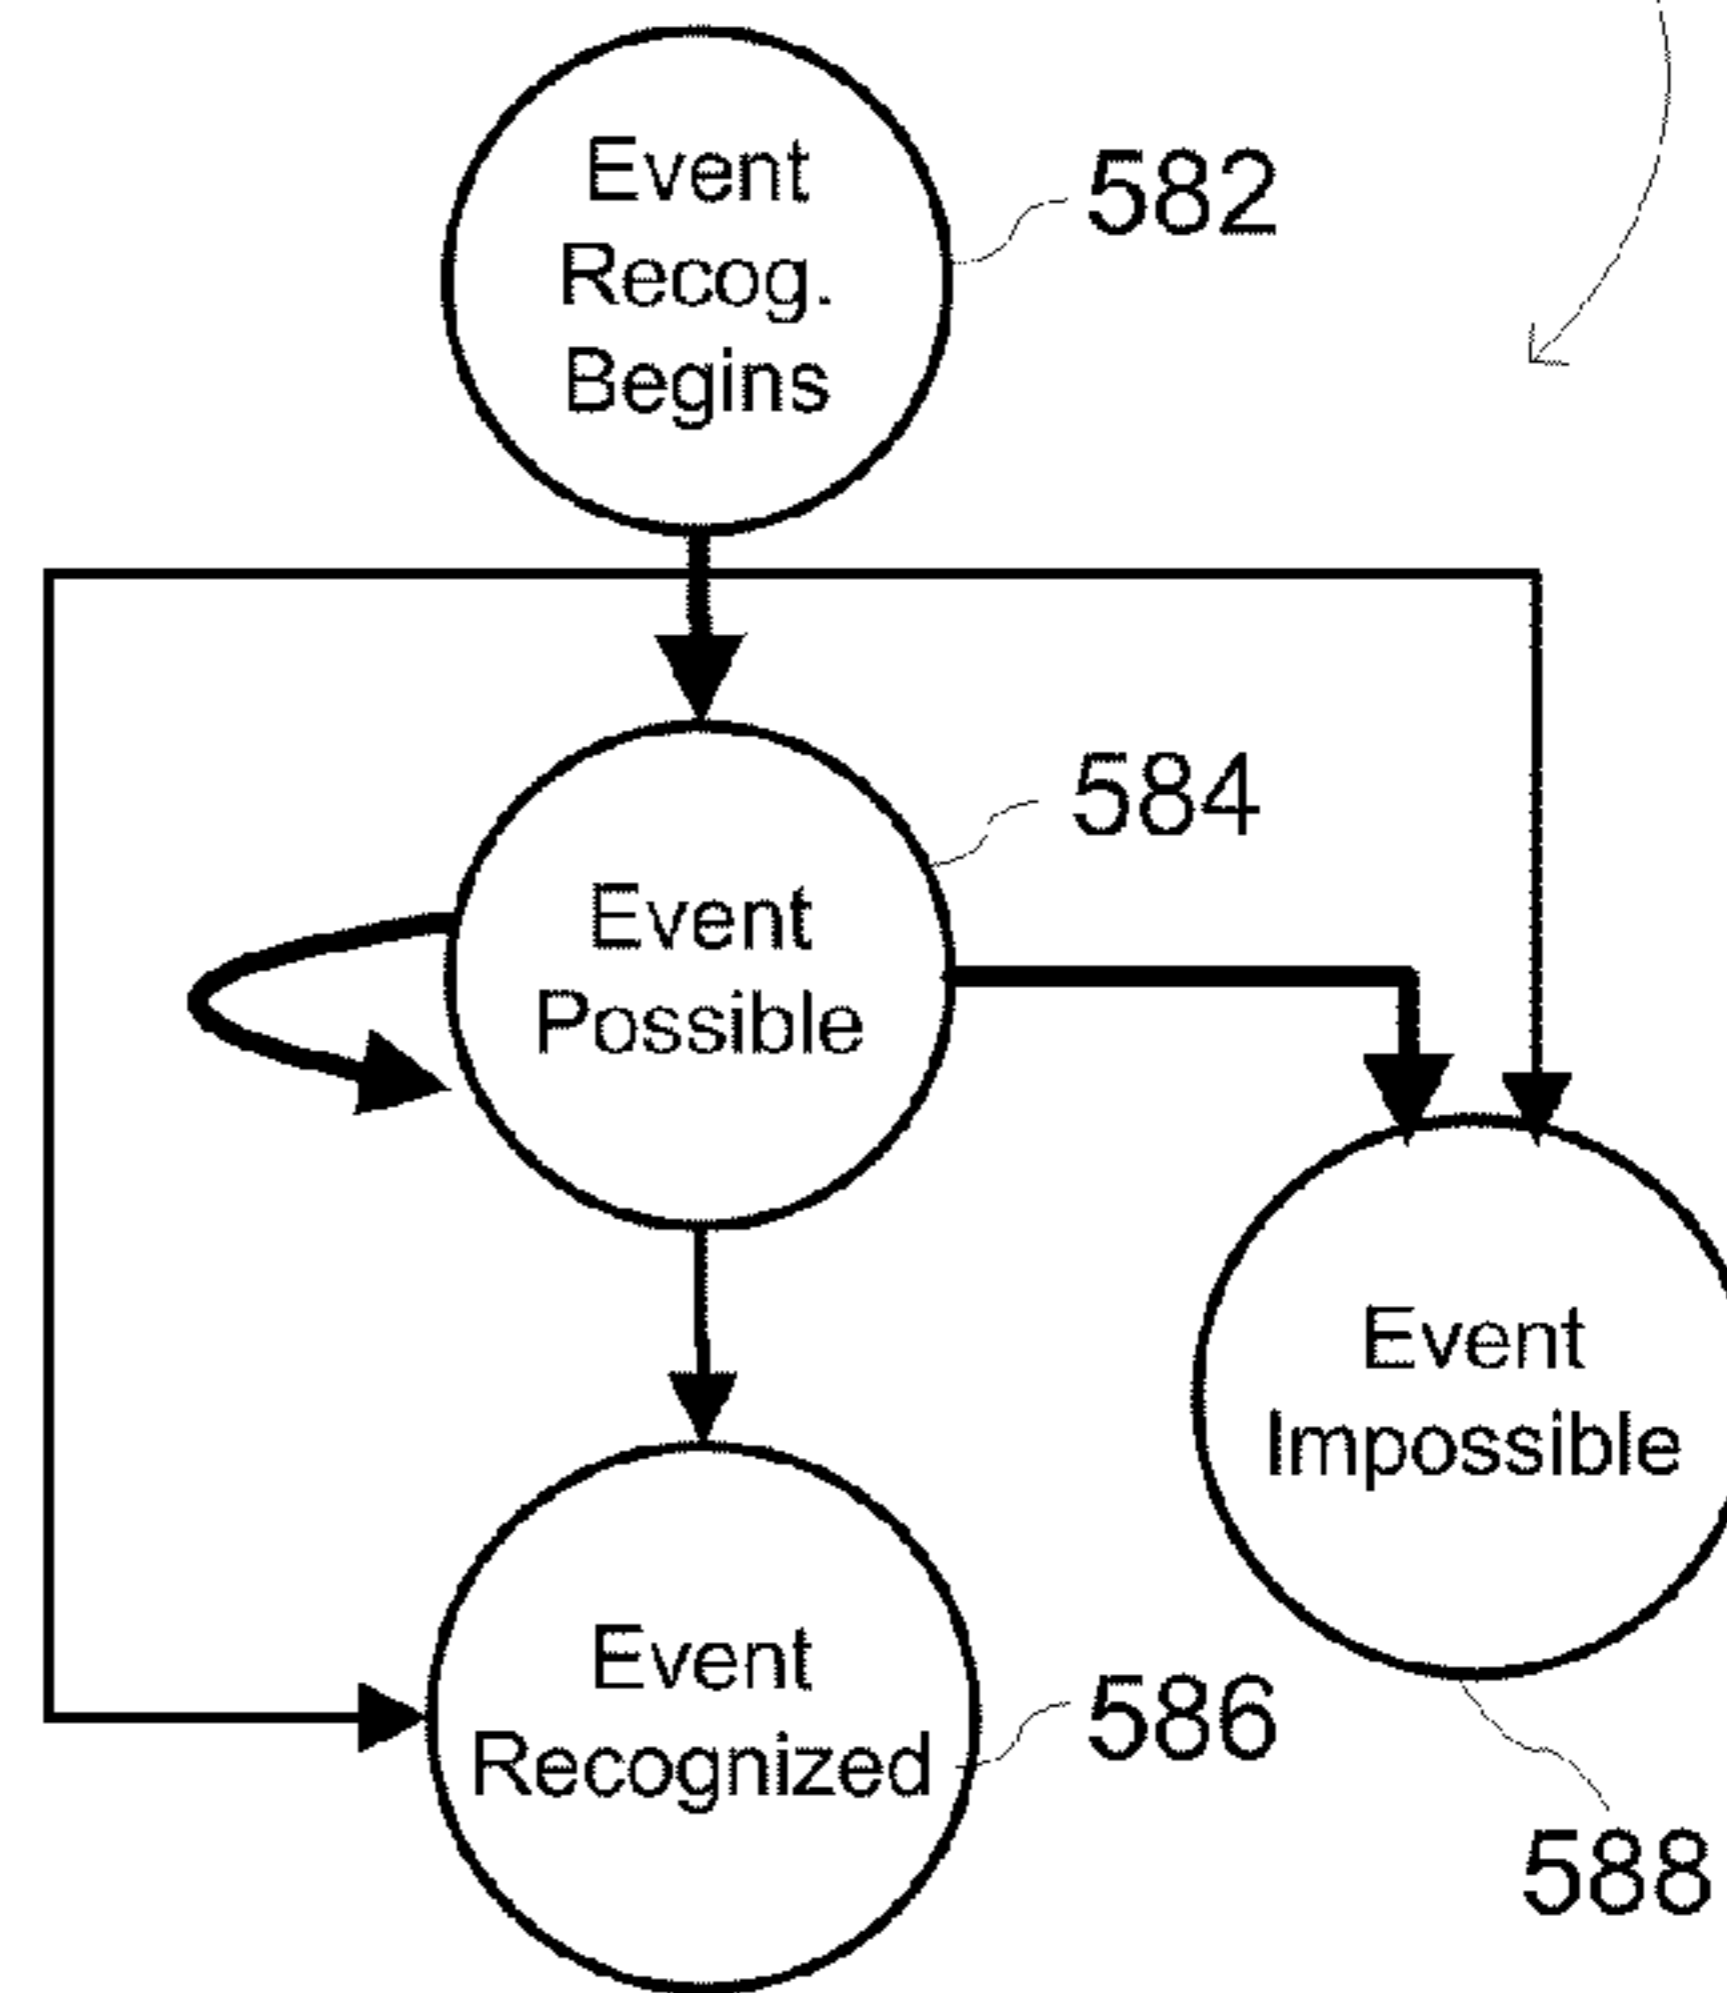 Event
Recog.
Begins
582
584
Event
Possible
Event
Impossible
Event
Recognized
586
588